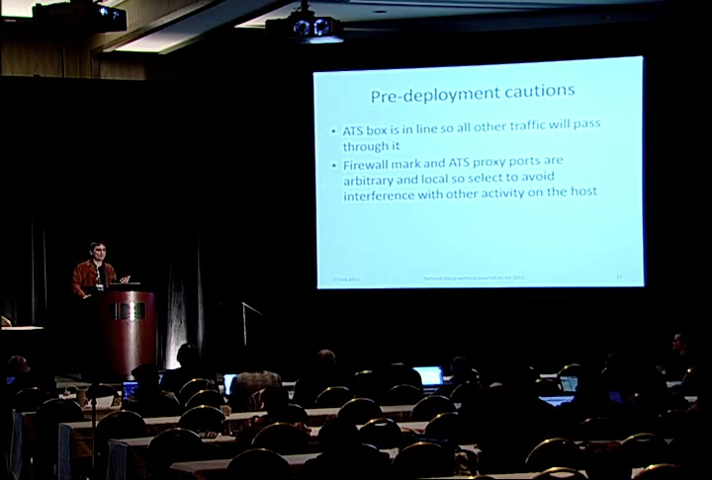 Pre-deployment cautions
• ATS box is in line so all other traffic will pass
through it
• Firewall mark and ATS proxy ports are
arbitrary and local so select to avoid
interference with other activity on the host